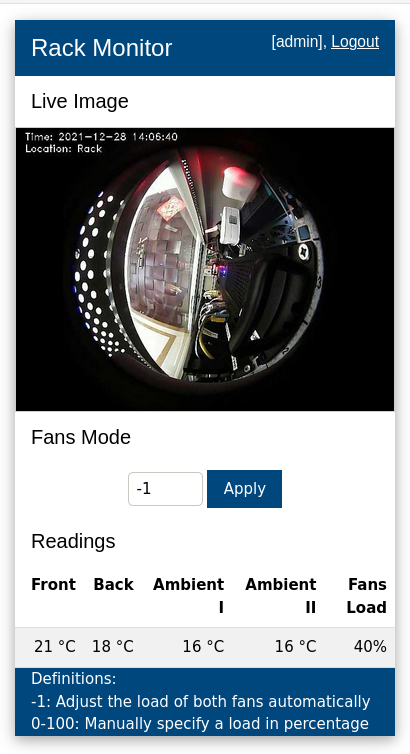 Rack Monitor
[admin], Logout
Live Image
Time: 2021-12-28 14:06:40
Location: Rack
Fans Mode
-1
Apply
Readings
Front Back Ambient I Ambient II Fans Load
21 °C 18 °C 16 °C 16 °C 40%
Definitions:
-1: Adjust the load of both fans automatically
0-100: Manually specify a load in percentage